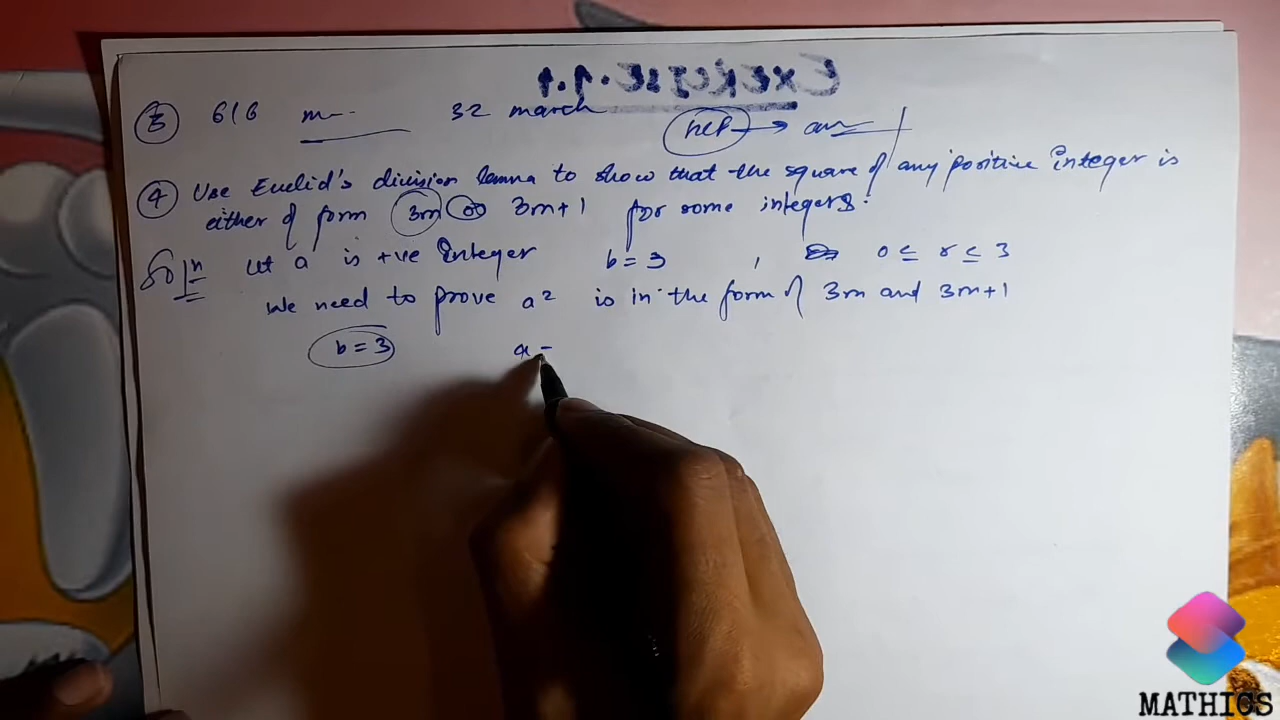 EXERCISE.1.1
③ 616 m--- 32 march
HCF → ans
④ Use Euclid's division lemma to show that the square of any positive integer is
either of form 3m or 3m+1 for some integers.
Sol|n let a is +ve Integer b = 3 , 0 ≤ r ≤ 3
We need to prove a² is in the form of 3m and 3m+1
b = 3 a =
MATHICS